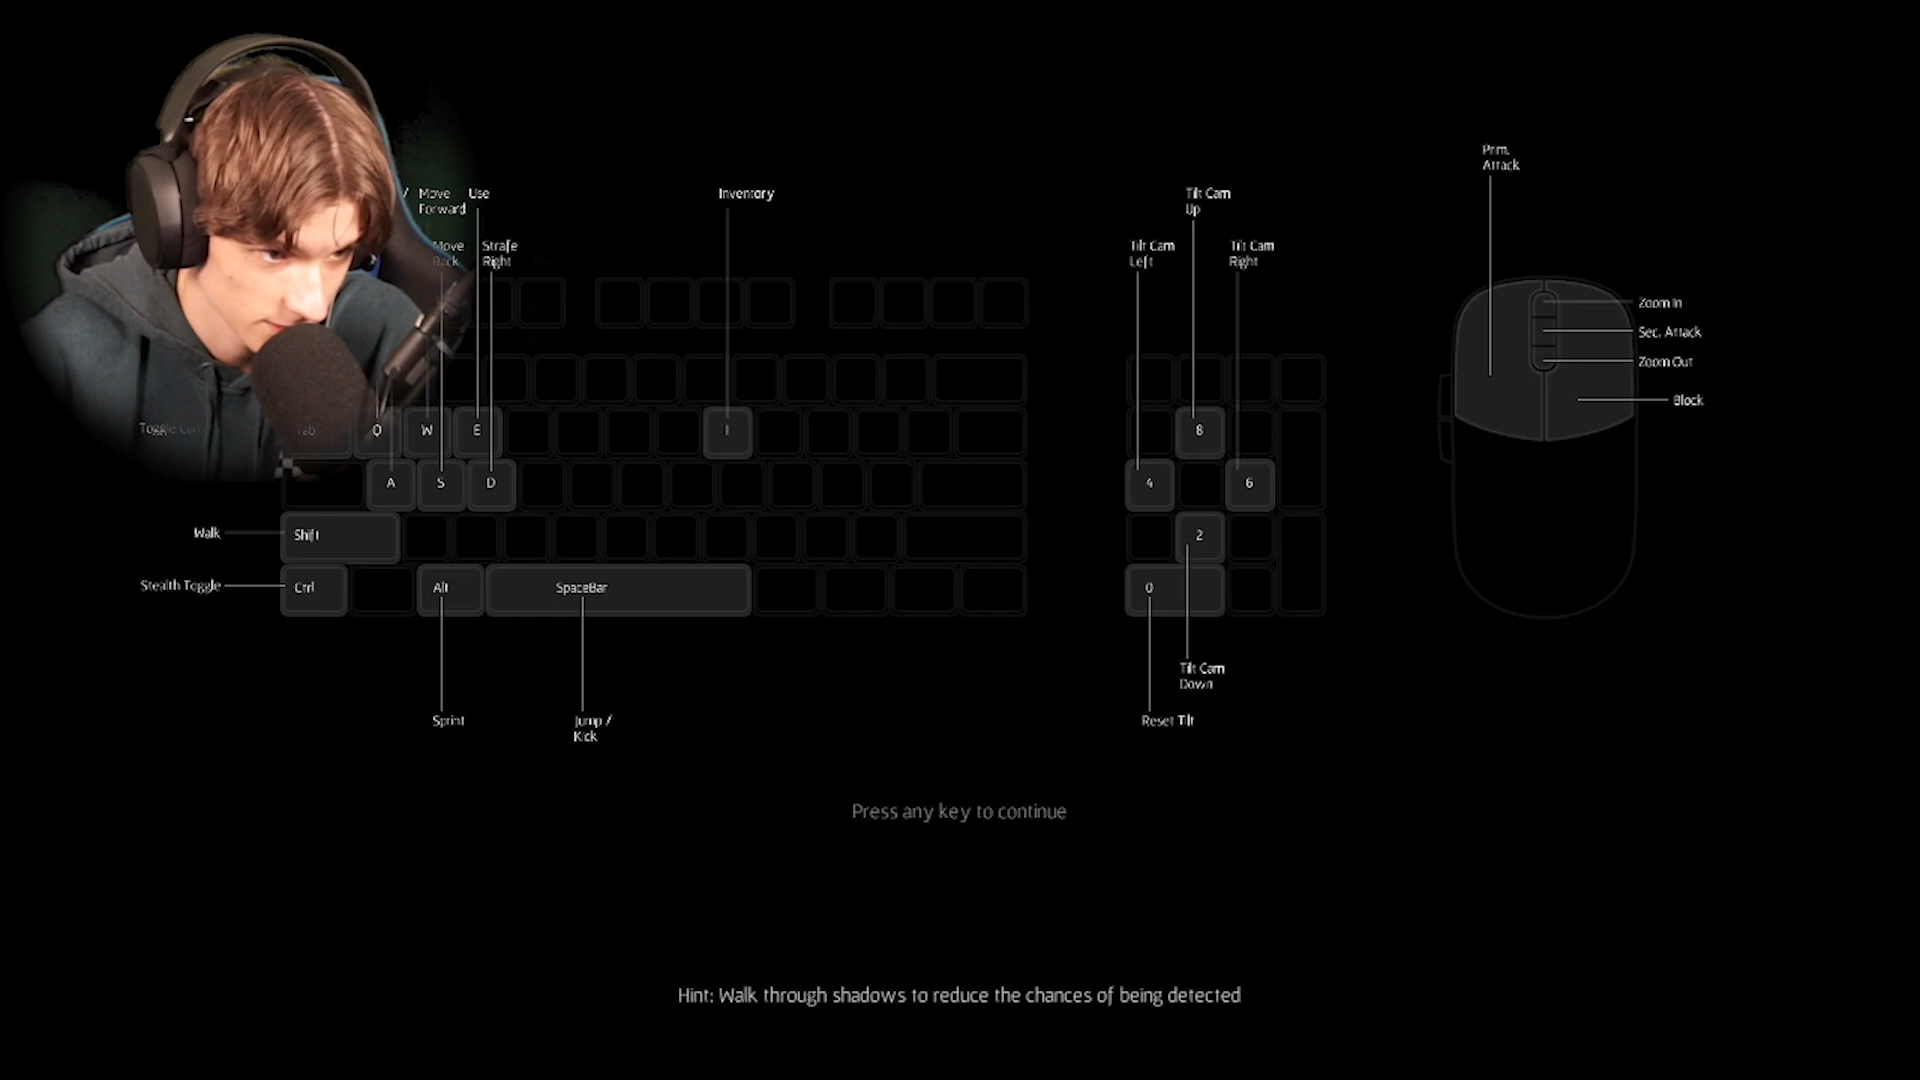 Prim.
Attack
/ Move
Forward
Use
Inventory
Tilt Cam
Up
Move
Back
Strafe
Right
Tilt Cam
Left
Tilt Cam
Right
Zoom In
Sec. Attack
Zoom Out
Block
Toggle
Tab
Q
W
E
I
8
A
S
D
4
6
Walk
Shift
2
Stealth Toggle
Ctrl
Alt
SpaceBar
0
Tilt Cam
Down
Sprint
Jump /
Kick
Reset Tilt
Press any key to continue
Hint: Walk through shadows to reduce the chances of being detected